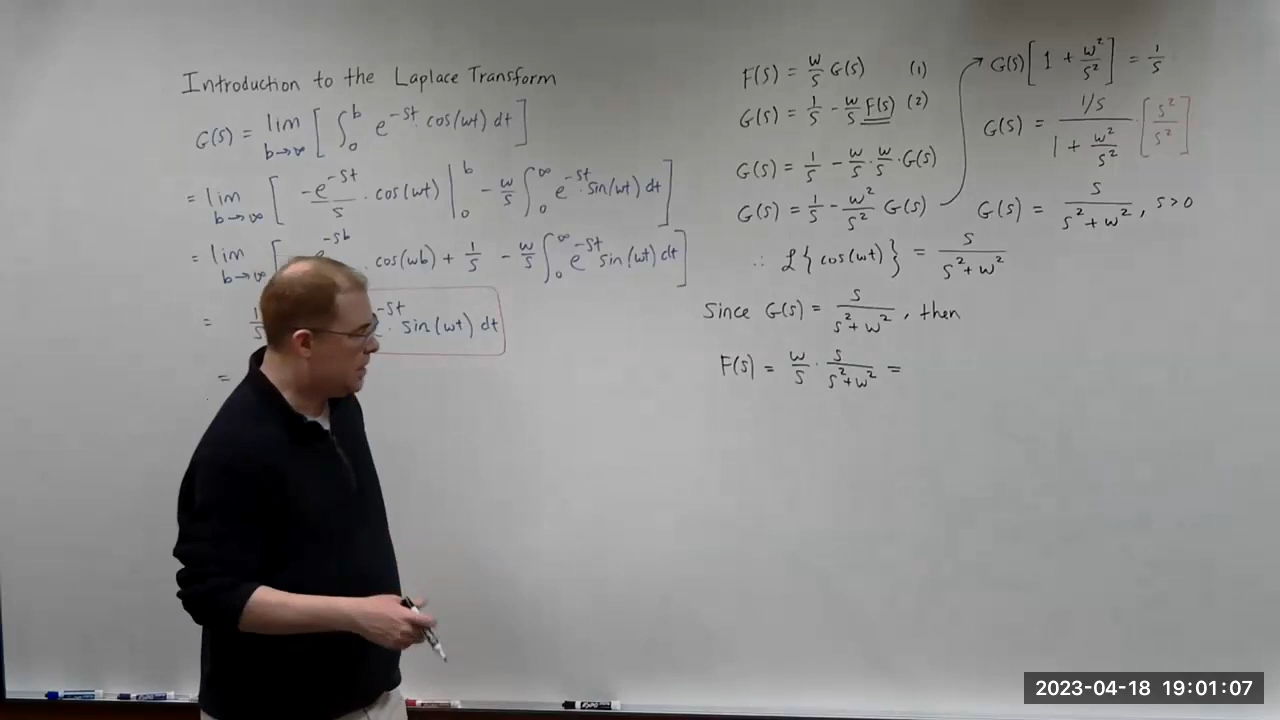 Introduction to the Laplace Transform
G(s) = lim b→∞ [ ∫₀ᵇ e^{-st} · cos(wt) dt ]
= lim b→∞ [ -e^{-st}/s · cos(wt) |₀ᵇ - w/s ∫₀^∞ e^{-st} · sin(wt) dt ]
= lim b→∞ [ e^{-sb} · cos(wb) + 1/s - w/s ∫₀^∞ e^{-st} sin(wt) dt ]
= 1/s e^{-st} · sin(wt) dt
=
F(s) = w/s G(s) (1)
G(s) = 1/s - w/s F(s) (2)
G(s) = 1/s - w/s · w/s · G(s)
G(s) = 1/s - w²/s² G(s)
G(s) [ 1 + w²/s² ] = 1/s
G(s) = (1/s) / (1 + w²/s²) · [ s²/s² ]
G(s) = s / (s² + w²) , s > 0
∴ ℒ{cos(wt)} = s / (s² + w²)
Since G(s) = s / (s² + w²) , then
F(s) = w/s · s / (s² + w²) =
2023-04-18 19:01:07